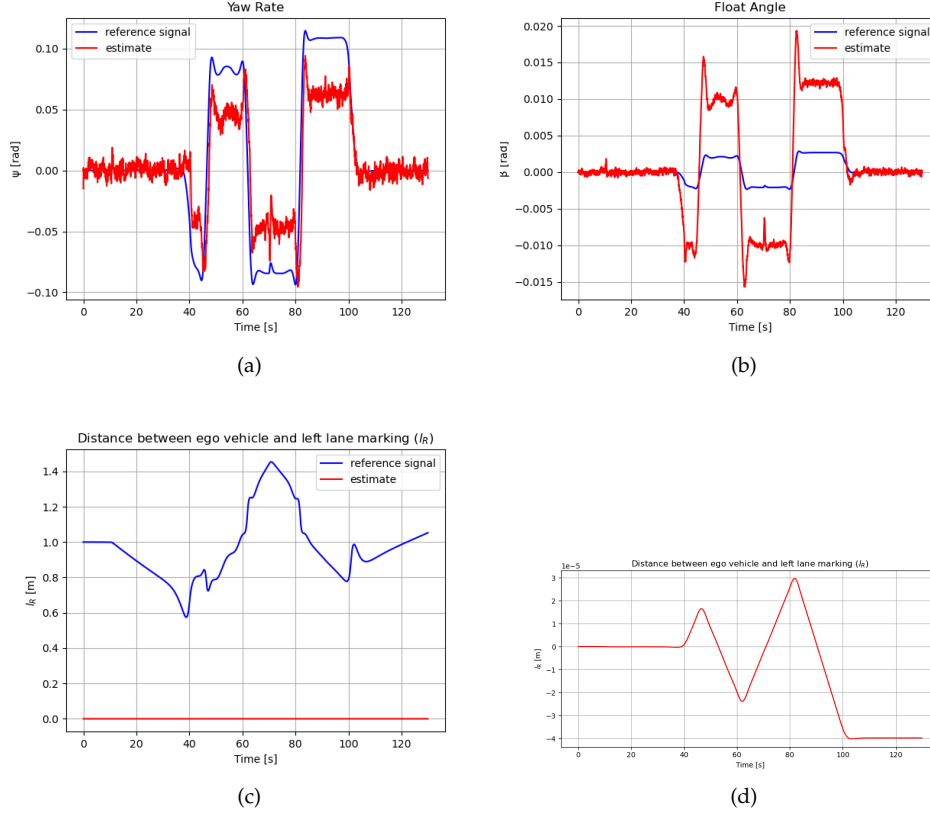 Yaw Rate
reference signal
estimate
0.10
0.05
0.00
−0.05
−0.10
ψ [rad]
0 20 40 60 80 100 120
Time [s]
(a)
Float Angle
reference signal
estimate
0.020
0.015
0.010
0.005
0.000
−0.005
−0.010
−0.015
β [rad]
0 20 40 60 80 100 120
Time [s]
(b)
Distance between ego vehicle and left lane marking (l_R)
reference signal
estimate
1.4
1.2
1.0
0.8
0.6
0.4
0.2
0.0
l_R [m]
0 20 40 60 80 100 120
Time [s]
(c)
Distance between ego vehicle and left lane marking (l_R)
1e−5
3
2
1
0
−1
−2
−3
−4
l_R [m]
0 20 40 60 80 100 120
Time [s]
(d)